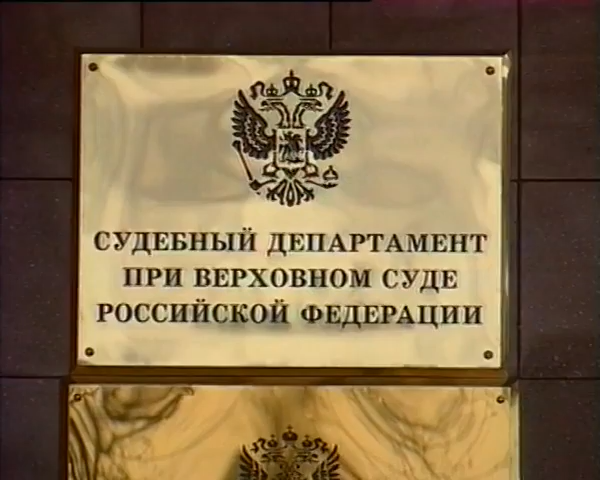 СУДЕБНЫЙ ДЕПАРТАМЕНТ
ПРИ ВЕРХОВНОМ СУДЕ
РОССИЙСКОЙ ФЕДЕРАЦИИ